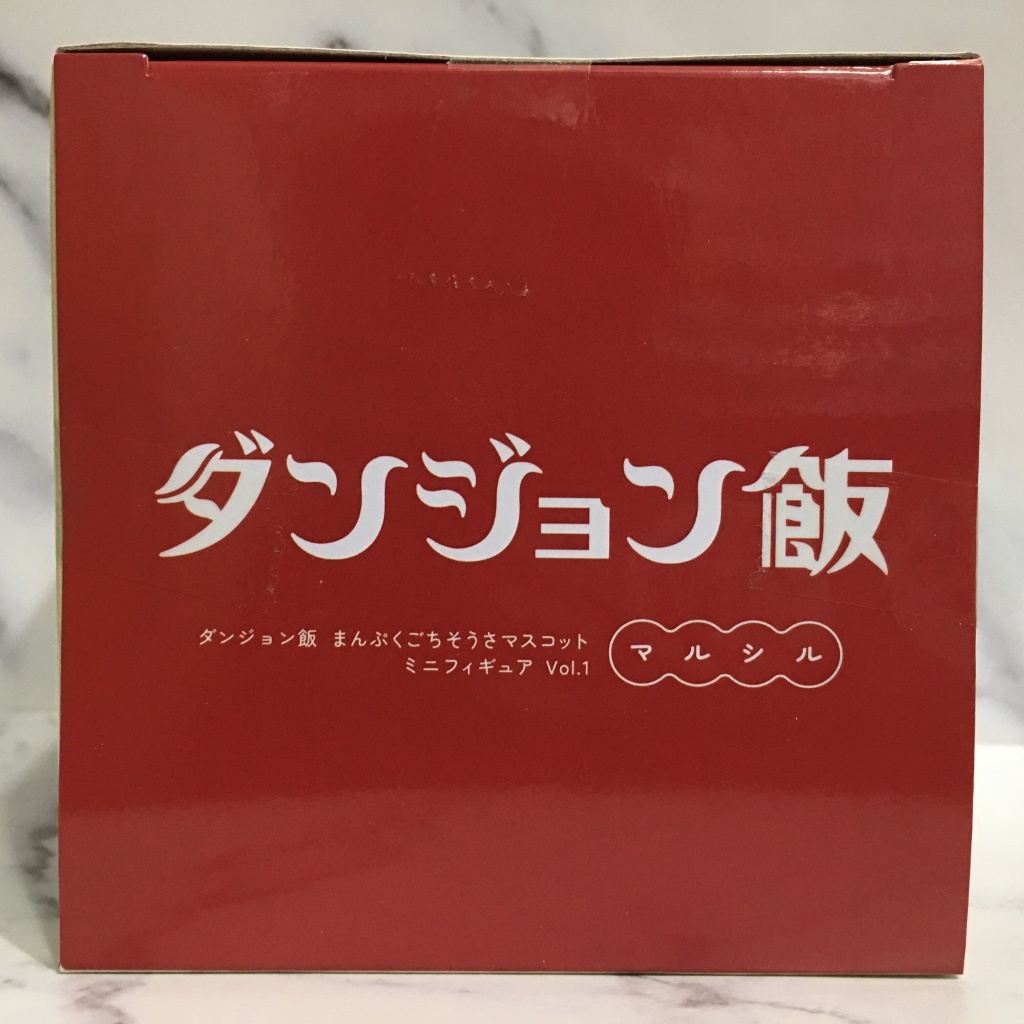 ダンジョン飯
ダンジョン飯 まんぷくごちそうさマスコット
ミニフィギュア Vol.1
マルシル